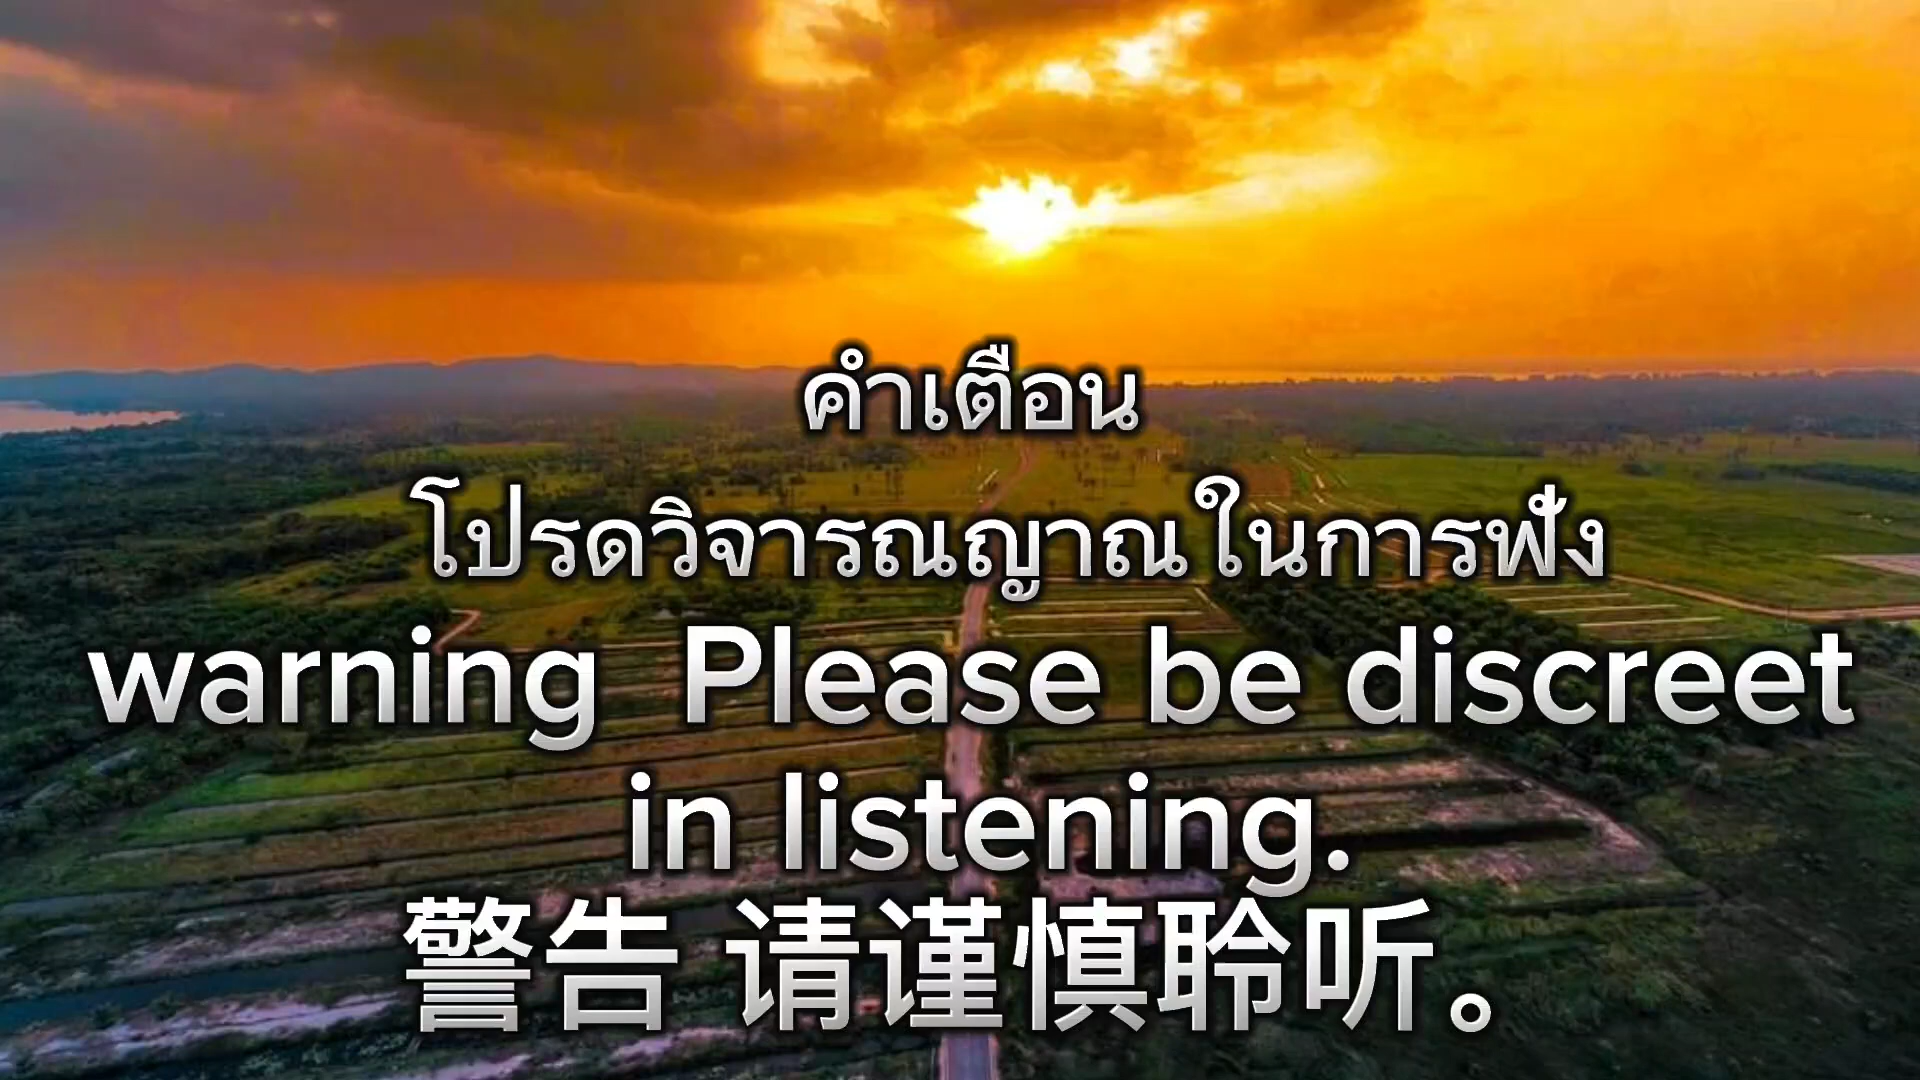 คำเตือน
โปรดวิจารณญาณในการฟัง
warning  Please be discreet
in listening.
警告 请谨慎聆听。